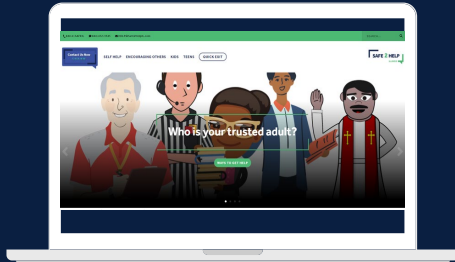 Contact Us Now
SELF HELP ENCOURAGING OTHERS KIDS TEENS QUICK EXIT
SAFE 2 HELP
Who is your trusted adult?
WAYS TO GET HELP